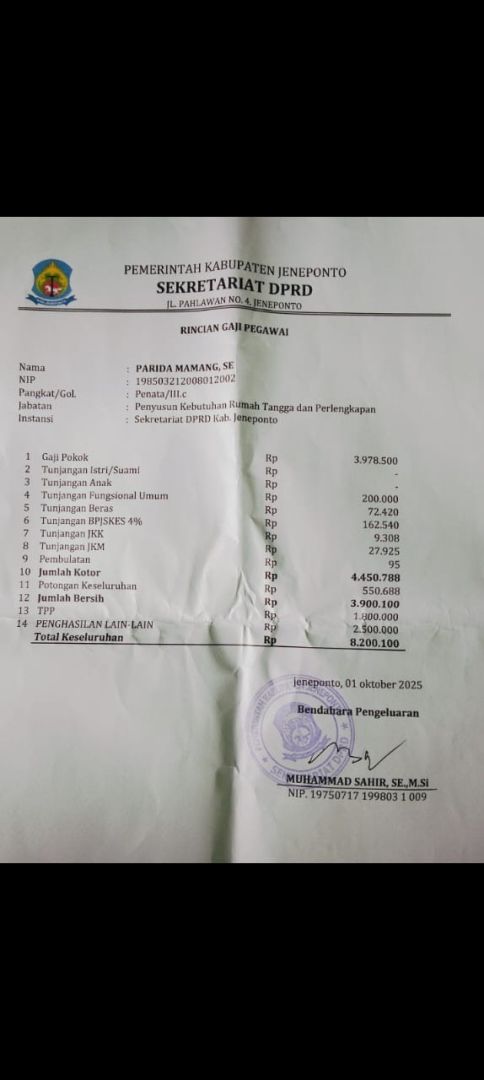 PEMERINTAH KABUPATEN JENEPONTO
SEKRETARIAT DPRD
JL. PAHLAWAN NO. 4, JENEPONTO
RINCIAN GAJI PEGAWAI
Nama : PARIDA MAMANG, SE
NIP : 198503212008012002
Pangkat/Gol. : Penata/III.c
Jabatan : Penyusun Kebutuhan Rumah Tangga dan Perlengkapan
Instansi : Sekretariat DPRD Kab. Jeneponto
1 Gaji Pokok Rp 3.978.500
2 Tunjangan Istri/Suami Rp -
3 Tunjangan Anak Rp -
4 Tunjangan Fungsional Umum Rp 200.000
5 Tunjangan Beras Rp 72.420
6 Tunjangan BPJSKES 4% Rp 162.540
7 Tunjangan JKK Rp 9.308
8 Tunjangan JKM Rp 27.925
9 Pembulatan Rp 95
10 Jumlah Kotor Rp 4.450.788
11 Potongan Keseluruhan Rp 550.688
12 Jumlah Bersih Rp 3.900.100
13 TPP Rp 1.800.000
14 PENGHASILAN LAIN-LAIN Rp 2.500.000
Total Keseluruhan Rp 8.200.100
Jeneponto, 01 oktober 2025
Bendahara Pengeluaran
SEKRETARIAT DPRD
MUHAMMAD SAHIR, SE.,M.Si
NIP. 19750717 199803 1 009